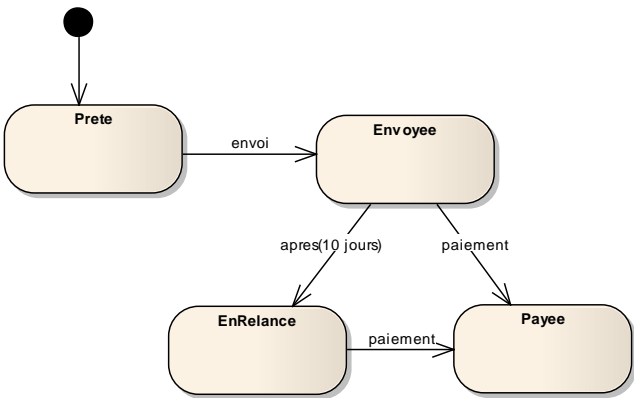 Prete
envoi
Envoyee
apres(10 jours)
paiement
EnRelance
paiement
Payee